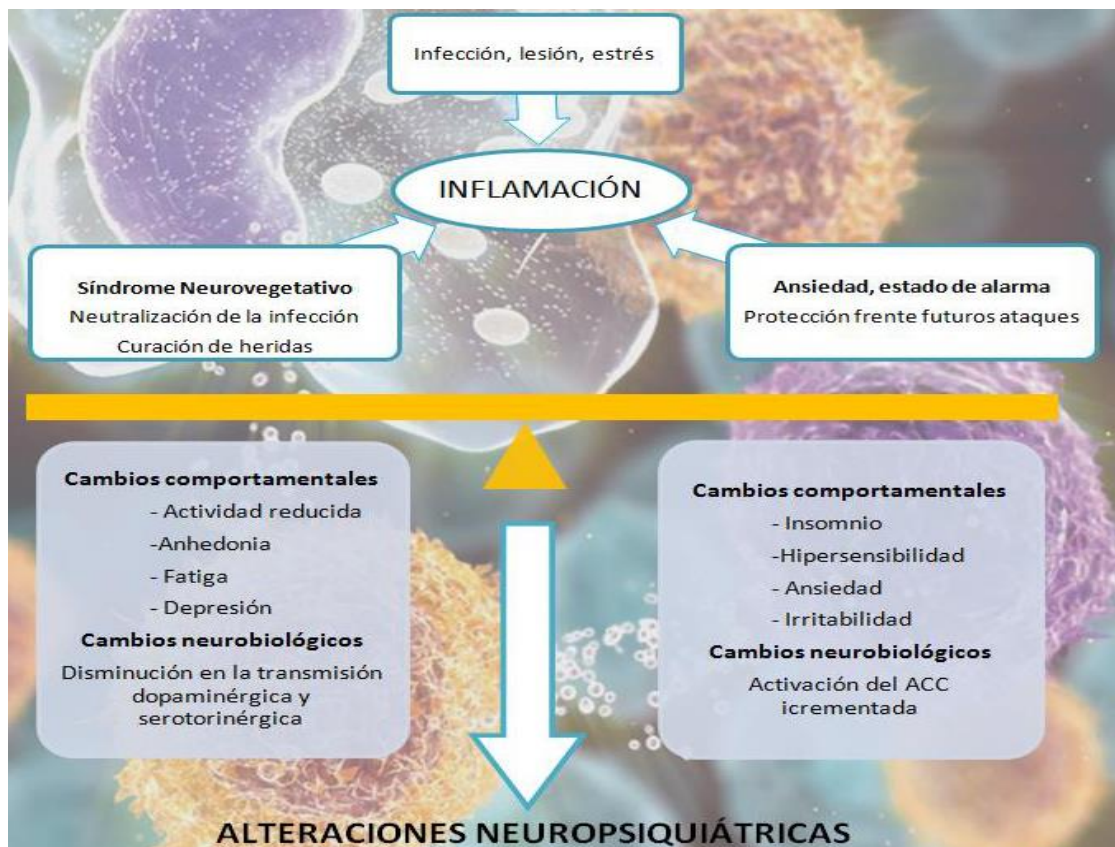 Infección, lesión, estrés
INFLAMACIÓN
Síndrome Neurovegetativo
Neutralización de la infección
Curación de heridas
Ansiedad, estado de alarma
Protección frente futuros ataques
Cambios comportamentales
- Actividad reducida
-Anhedonia
- Fatiga
- Depresión
Cambios neurobiológicos
Disminución en la transmisión
dopaminérgica y
serotorinérgica
Cambios comportamentales
- Insomnio
-Hipersensibilidad
- Ansiedad
- Irritabilidad
Cambios neurobiológicos
Activación del ACC
icrementada
ALTERACIONES NEUROPSIQUIÁTRICAS